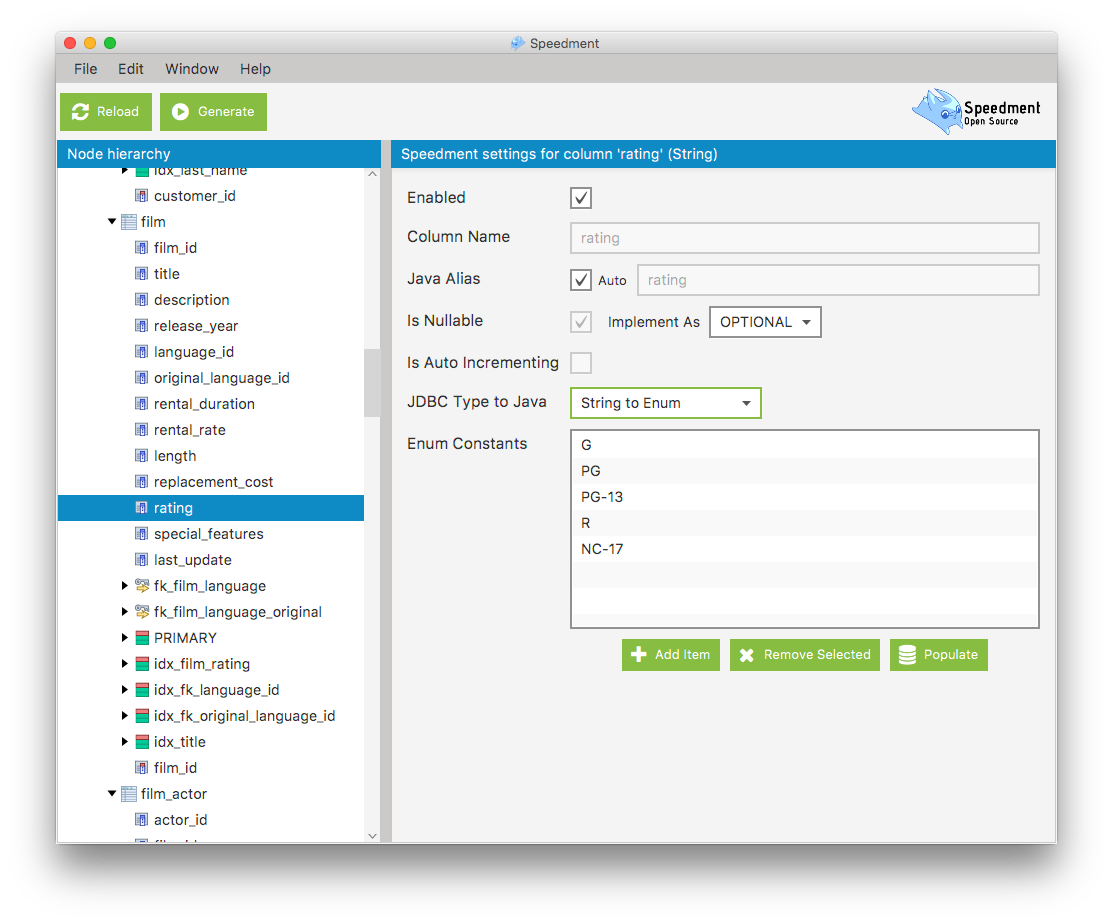 Speedment
File Edit Window Help
Reload Generate
Speedment
Open Source
Node hierarchy
idx_last_name
customer_id
film
film_id
title
description
release_year
language_id
original_language_id
rental_duration
rental_rate
length
replacement_cost
rating
special_features
last_update
fk_film_language
fk_film_language_original
PRIMARY
idx_film_rating
idx_fk_language_id
idx_fk_original_language_id
idx_title
film_id
film_actor
actor_id
Speedment settings for column 'rating' (String)
Enabled
Column Name rating
Java Alias Auto rating
Is Nullable Implement As OPTIONAL
Is Auto Incrementing
JDBC Type to Java String to Enum
Enum Constants G
PG
PG-13
R
NC-17
Add Item Remove Selected Populate